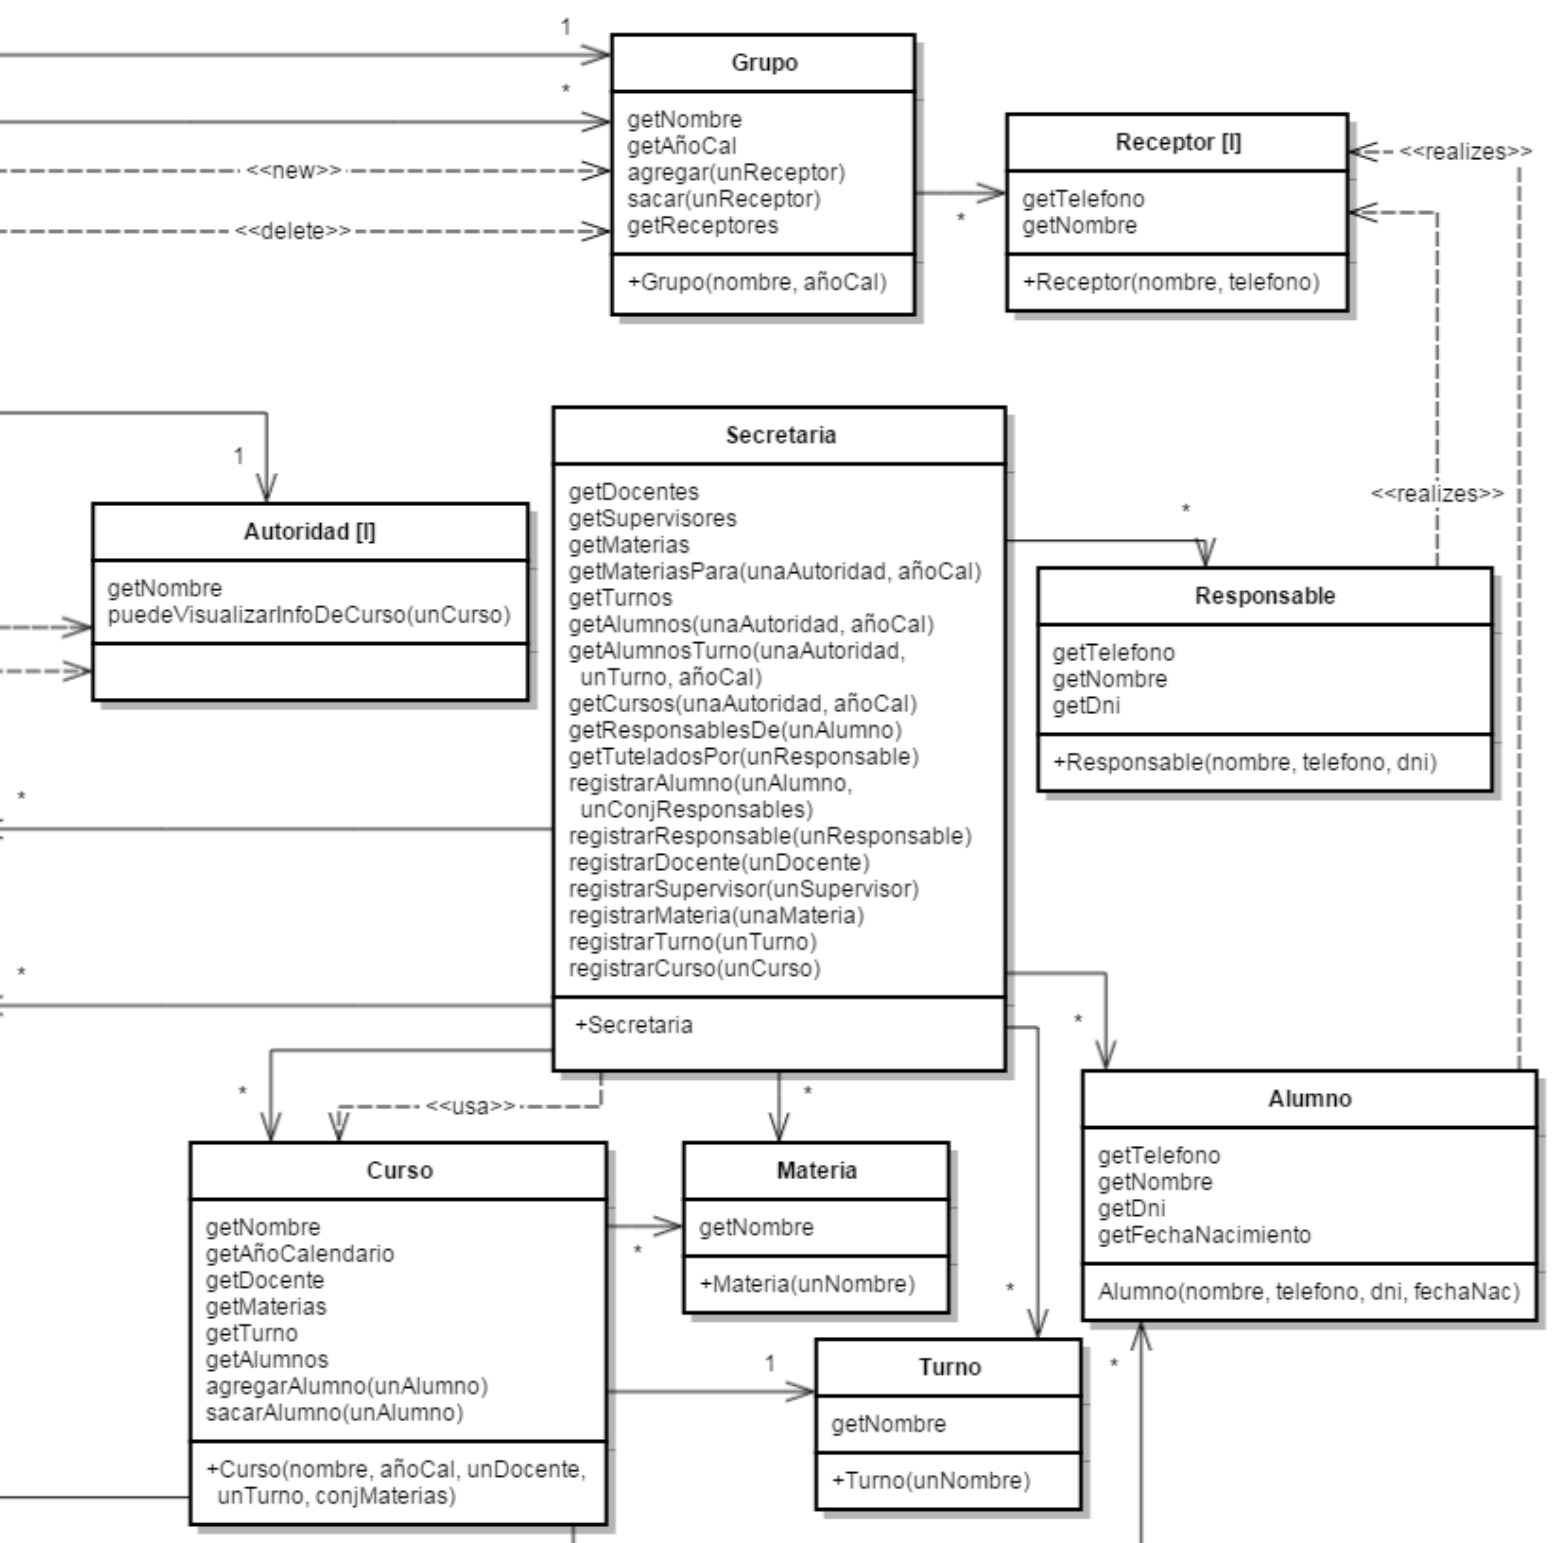 1
Grupo
*
getNombre
getAñoCal
<<new>>
agregar(unReceptor)
sacar(unReceptor)
<<delete>>
getReceptores
+Grupo(nombre, añoCal)
*
Receptor [I]
<<realizes>>
getTelefono
getNombre
+Receptor(nombre, telefono)
1
Autoridad [I]
getNombre
puedeVisualizarInfoDeCurso(unCurso)
Secretaria
getDocentes
getSupervisores
getMaterias
getMateriasPara(unaAutoridad, añoCal)
getTurnos
getAlumnos(unaAutoridad, añoCal)
getAlumnosTurno(unaAutoridad,
unTurno, añoCal)
getCursos(unaAutoridad, añoCal)
getResponsablesDe(unAlumno)
getTuteladosPor(unResponsable)
registrarAlumno(unAlumno,
unConjResponsables)
registrarResponsable(unResponsable)
registrarDocente(unDocente)
registrarSupervisor(unSupervisor)
registrarMateria(unaMateria)
registrarTurno(unTurno)
registrarCurso(unCurso)
+Secretaria
<<realizes>>
*
Responsable
getTelefono
getNombre
getDni
+Responsable(nombre, telefono, dni)
*
*
*
<<usa>>
*
*
Curso
getNombre
getAñoCalendario
getDocente
getMaterias
getTurno
getAlumnos
agregarAlumno(unAlumno)
sacarAlumno(unAlumno)
+Curso(nombre, añoCal, unDocente,
unTurno, conjMaterias)
*
Materia
getNombre
+Materia(unNombre)
*
1
Turno
getNombre
+Turno(unNombre)
Alumno
getTelefono
getNombre
getDni
getFechaNacimiento
Alumno(nombre, telefono, dni, fechaNac)
*